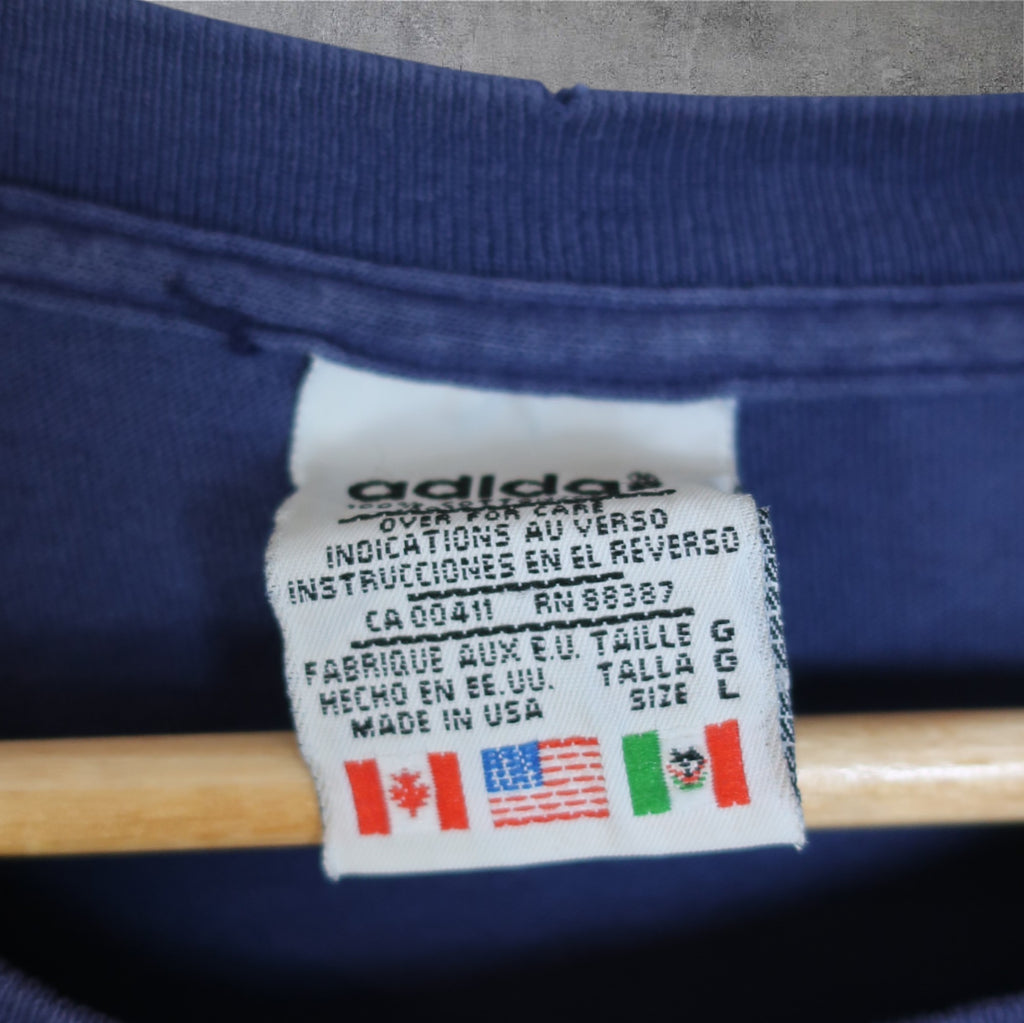 adidas
OVER FOR CARE
INDICATIONS AU VERSO
INSTRUCCIONES EN EL REVERSO
CA 00411 RN 88387
FABRIQUE AUX E.U. TAILLE G
HECHO EN EE.UU. TALLA G
MADE IN USA SIZE L